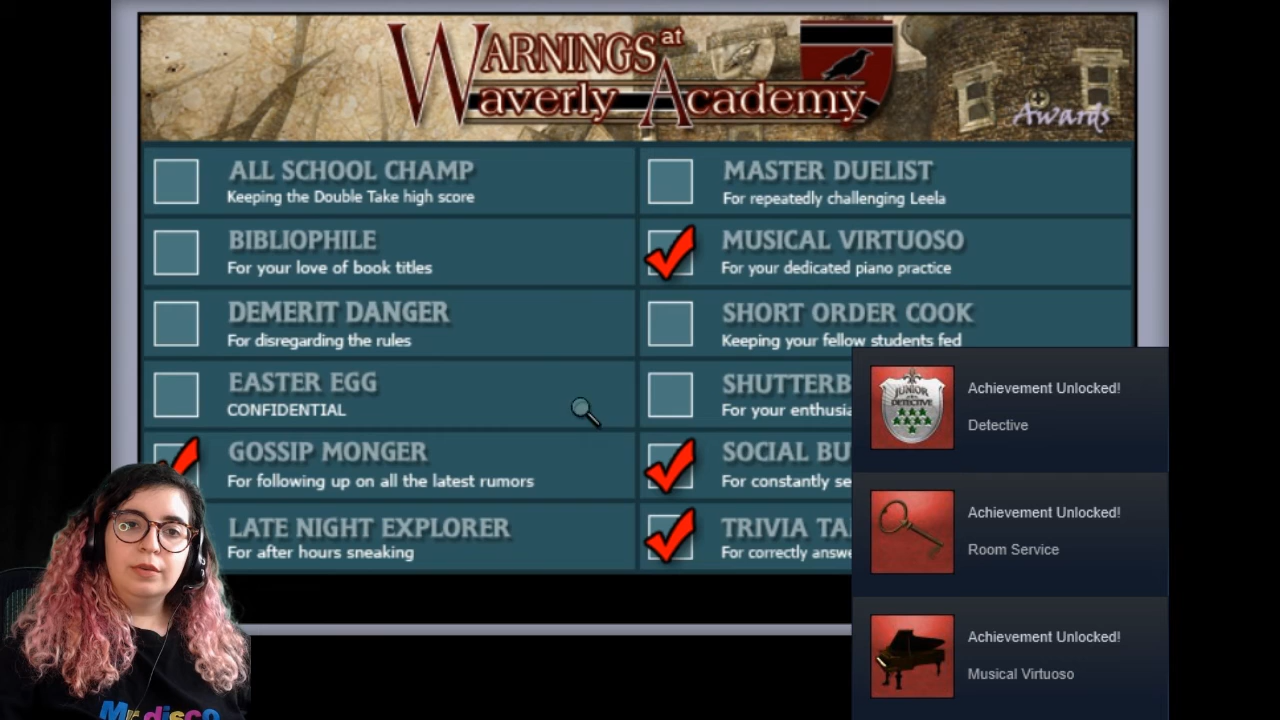 WARNINGS at
Waverly Academy
Awards
ALL SCHOOL CHAMP
Keeping the Double Take high score
MASTER DUELIST
For repeatedly challenging Leela
BIBLIOPHILE
For your love of book titles
MUSICAL VIRTUOSO
For your dedicated piano practice
DEMERIT DANGER
For disregarding the rules
SHORT ORDER COOK
Keeping your fellow students fed
EASTER EGG
CONFIDENTIAL
SHUTTERB
For your enthusia
GOSSIP MONGER
For following up on all the latest rumors
SOCIAL BU
For constantly se
LATE NIGHT EXPLORER
For after hours sneaking
TRIVIA TA
For correctly answe
JUNIOR
DETECTIVE
Achievement Unlocked!
Detective
Achievement Unlocked!
Room Service
Achievement Unlocked!
Musical Virtuoso
Mr.disco